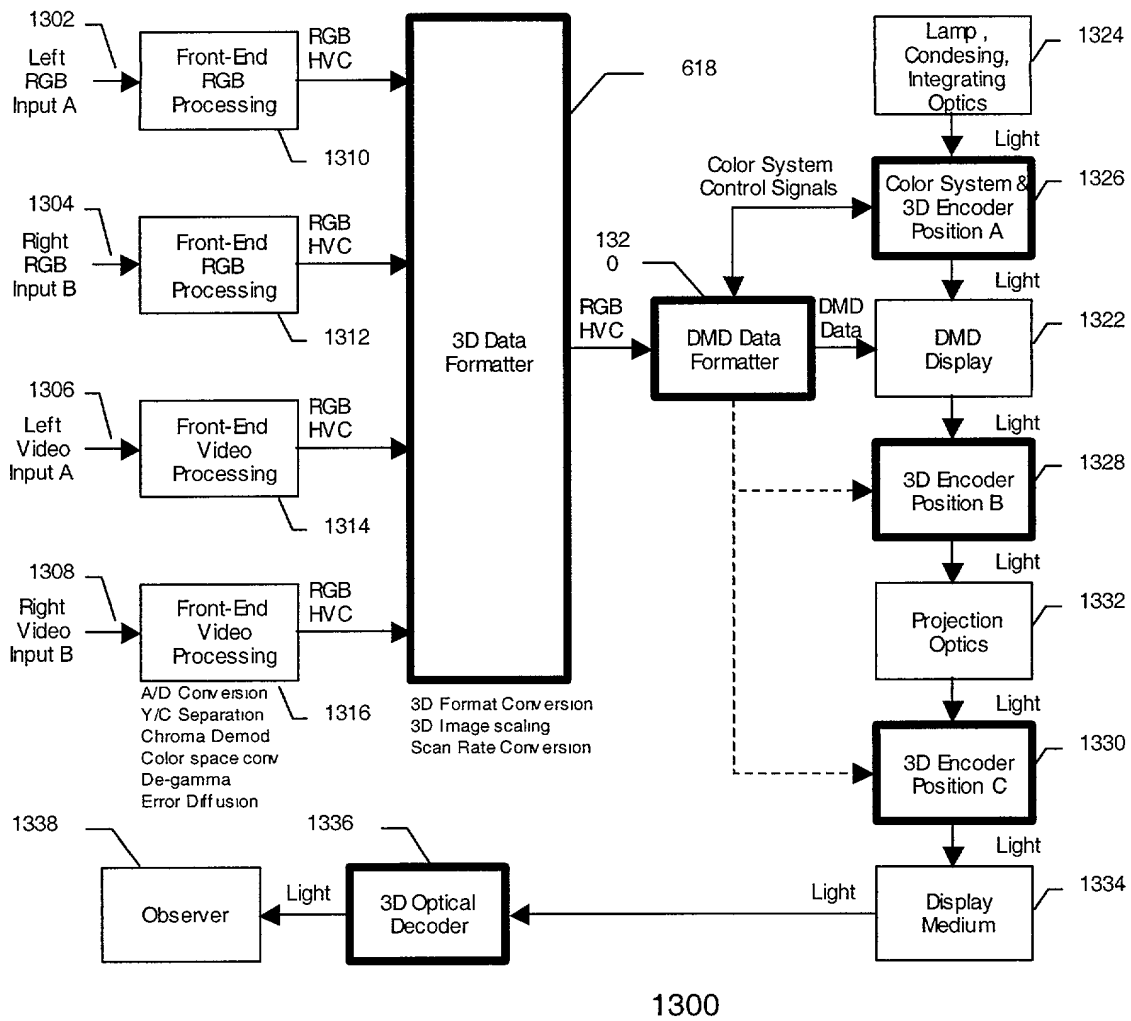 1302
Left
RGB
Input A
Front-End
RGB
Processing
RGB
HVC
1310
1304
Right
RGB
Input B
Front-End
RGB
Processing
RGB
HVC
1312
1306
Left
Video
Input A
Front-End
Video
Processing
RGB
HVC
1314
1308
Right
Video
Input B
Front-End
Video
Processing
RGB
HVC
1316
A/D Conversion
Y/C Separation
Chroma Demod
Color space conv
De-gamma
Error Diffusion
618
3D Data
Formatter
3D Format Conversion
3D Image scaling
Scan Rate Conversion
RGB
HVC
132
0
DMD Data
Formatter
Color System
Control Signals
DMD
Data
Lamp ,
Condesing,
Integrating
Optics
1324
Light
Color System &
3D Encoder
Position A
1326
Light
DMD
Display
1322
Light
3D Encoder
Position B
1328
Light
Projection
Optics
1332
Light
3D Encoder
Position C
1330
Light
Display
Medium
1334
Light
3D Optical
Decoder
1336
Light
Observer
1338
1300